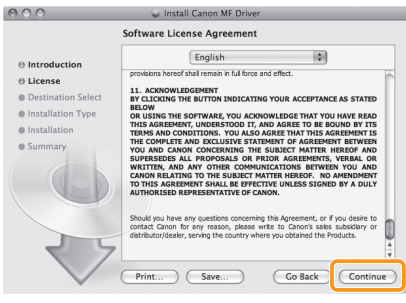 Install Canon MF Driver
Software License Agreement
Introduction
License
Destination Select
Installation Type
Installation
Summary
English
provisions hereof shall remain in full force and effect.
11. ACKNOWLEDGEMENT
BY CLICKING THE BUTTON INDICATING YOUR ACCEPTANCE AS STATED
BELOW
OR USING THE SOFTWARE, YOU ACKNOWLEDGE THAT YOU HAVE READ
THIS AGREEMENT, UNDERSTOOD IT, AND AGREE TO BE BOUND BY ITS
TERMS AND CONDITIONS. YOU ALSO AGREE THAT THIS AGREEMENT IS
THE COMPLETE AND EXCLUSIVE STATEMENT OF AGREEMENT BETWEEN
YOU AND CANON CONCERNING THE SUBJECT MATTER HEREOF AND
SUPERSEDES ALL PROPOSALS OR PRIOR AGREEMENTS, VERBAL OR
WRITTEN, AND ANY OTHER COMMUNICATIONS BETWEEN YOU AND
CANON RELATING TO THE SUBJECT MATTER HEREOF. NO AMENDMENT
TO THIS AGREEMENT SHALL BE EFFECTIVE UNLESS SIGNED BY A DULY
AUTHORISED REPRESENTATIVE OF CANON.
Should you have any questions concerning this Agreement, or if you desire to
contact Canon for any reason, please write to Canon's sales subsidiary or
distributor/dealer, serving the country where you obtained the Products.
Print...
Save...
Go Back
Continue